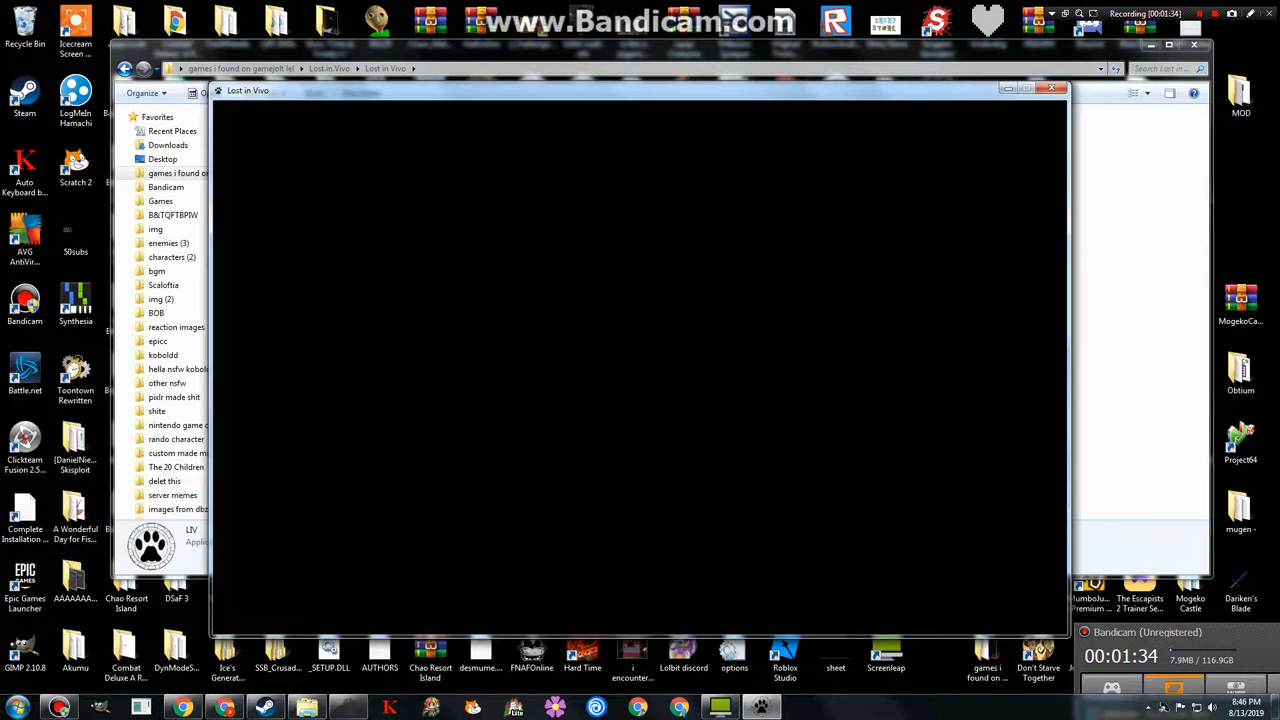 www.Bandicam.com
Recording [00:01:34]
games i found on gamejolt lel
Lost.in.Vivo
Lost in Vivo
Search Lost in...
Organize
Lost in Vivo
Favorites
Recent Places
Downloads
Desktop
games i found on
Bandicam
Games
B&TQFTBPIW
img
enemies (3)
characters (2)
bgm
Scaloftia
img (2)
BOB
reaction images
epicc
koboldd
hella nsfw kobol
other nsfw
pixlr made shit
shite
nintendo game
rando character
custom made m
The 20 Children
delet this
server memes
images from dbz
LIV
Applic
Recycle Bin
Icecream
Screen ...
Steam
LogMeIn
Hamachi
Auto
Keyboard b...
Scratch 2
AVG
AntiVir...
50subs
Bandicam
Synthesia
Battle.net
Toontown
Rewritten
Clickteam
Fusion 2.5...
[DanielNie...
Skisploit
Complete
Installation ...
A Wonderful
Day for Fis...
Epic Games
Launcher
AAAAAAA...
Chao Resort
Island
DSaF 3
GIMP 2.10.8
Akumu
Combat
Deluxe A R...
DynModeS...
Ice's
Generat...
SSB_Crusad...
_SETUP.DLL
AUTHORS
Chao Resort
Island
desmume...
FNAFOnline
Hard Time
i
encounter...
Lolbit discord
options
Roblox
Studio
sheet
Screenleap
games i
found on ...
Don't Starve
Together
MumboJu...
Premium ...
The Escapists
2 Trainer Se...
Mogeko
Castle
Dariken's
Blade
MOD
MogekoCa...
Obtium
Project64
mugen -
Bandicam (Unregistered)
00:01:34
7.9MB / 116.9GB
8:46 PM
8/13/2019